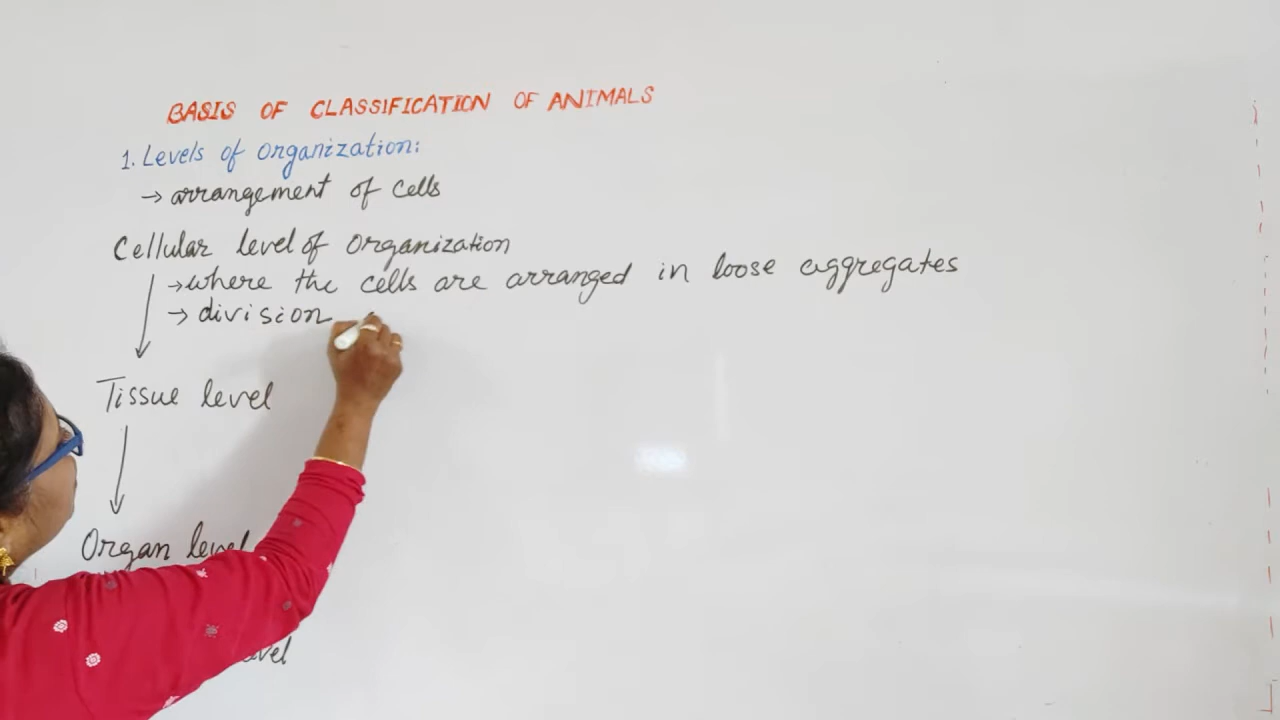 BASIS OF CLASSIFICATION OF ANIMALS
1. Levels of organization:
→ arrangement of cells
Cellular level of organization
→ where the cells are arranged in loose aggregates
→ division
Tissue level
Organ level